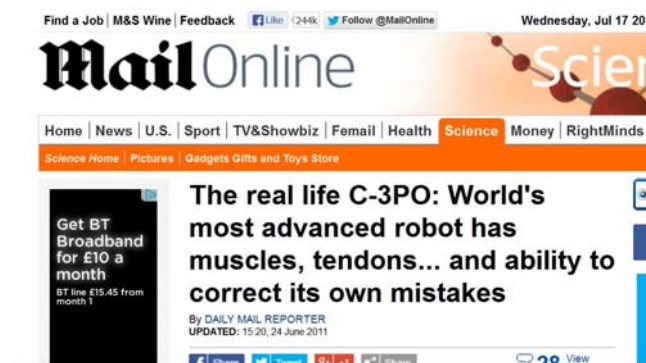 Find a Job | M&S Wine | Feedback Like 244k Follow @MailOnline Wednesday, Jul 17 20
Mail Online
Scien
Home | News | U.S. | Sport | TV&Showbiz | Femail | Health Science Money | RightMinds
Science Home | Pictures | Gadgets Gifts and Toys Store
Get BT
Broadband
for £10 a
month
BT line £15.45 from
month 1
The real life C-3PO: World's
most advanced robot has
muscles, tendons... and ability to
correct its own mistakes
By DAILY MAIL REPORTER
UPDATED: 15:20, 24 June 2011
Share Tweet +1 Share 28 View